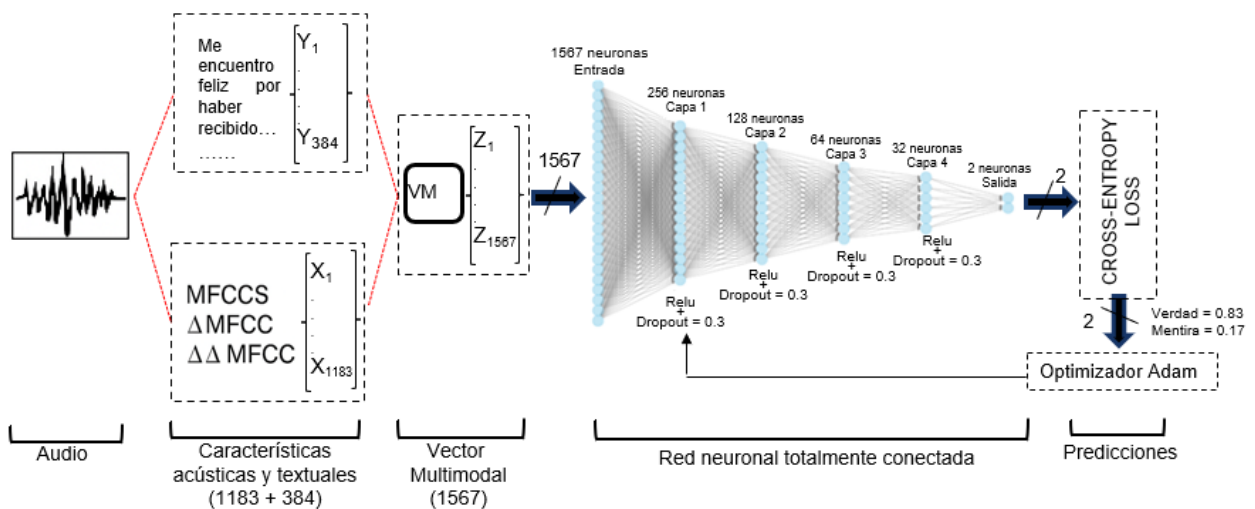 Me
encuentro
feliz por
haber
recibido…
……
Y1
.
.
.
Y384
MFCCS
ΔMFCC
ΔΔ MFCC
X1
.
.
.
X1183
VM
Z1
.
.
.
Z1567
1567
1567 neuronas
Entrada
256 neuronas
Capa 1
128 neuronas
Capa 2
64 neuronas
Capa 3
32 neuronas
Capa 4
2 neuronas
Salida
Relu
+
Dropout = 0.3
Relu
+
Dropout = 0.3
Relu
+
Dropout = 0.3
Relu
+
Dropout = 0.3
2
CROSS-ENTROPY
LOSS
2
Verdad = 0.83
Mentira = 0.17
Optimizador Adam
Audio
Características
acústicas y textuales
(1183 + 384)
Vector
Multimodal
(1567)
Red neuronal totalmente conectada
Predicciones